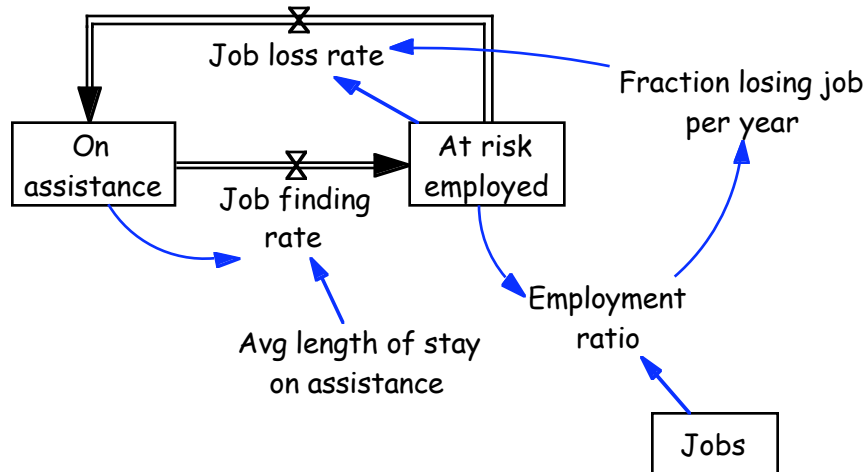 Job loss rate
Fraction losing job
per year
On
assistance
At risk
employed
Job finding
rate
Employment
ratio
Avg length of stay
on assistance
Jobs